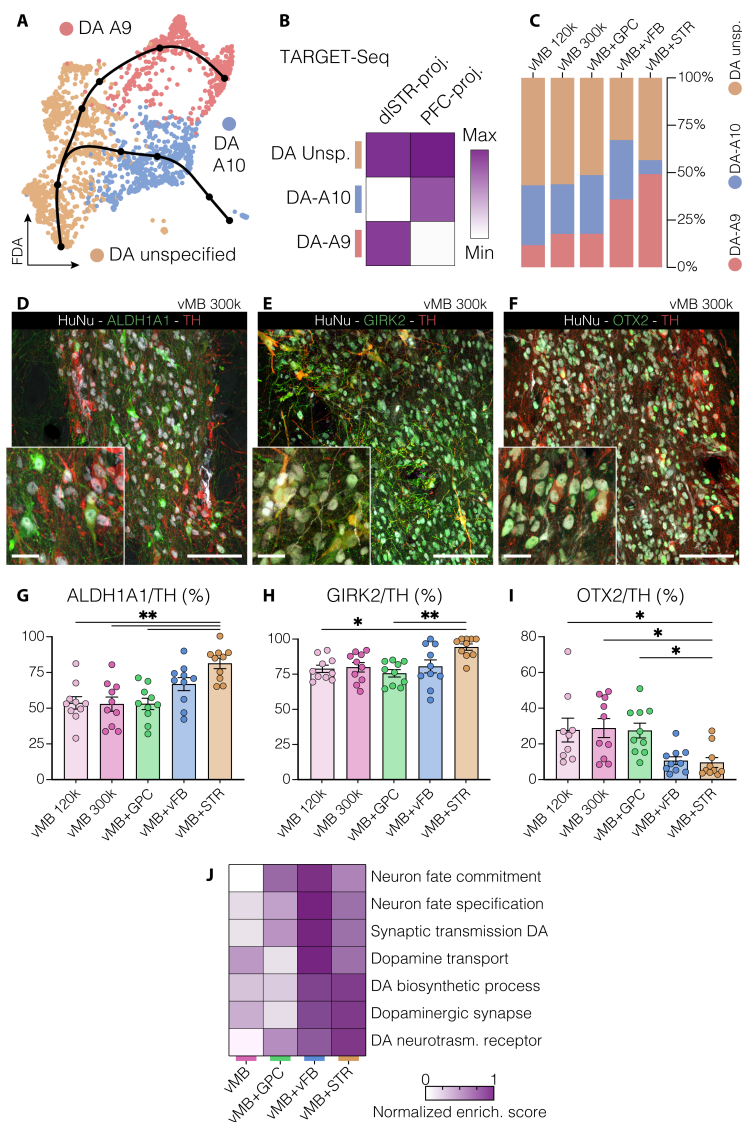 A
DA A9
DA
A10
DA unspecified
FDA
B
TARGET-Seq
dlSTR-proj.
PFC-proj.
DA Unsp.
DA-A10
DA-A9
Max
Min
C
vMB 120k
vMB 300k
vMB+GPC
vMB+vFB
vMB+STR
100%
75%
50%
25%
0%
DA unsp.
DA-A10
DA-A9
D
vMB 300k
HuNu - ALDH1A1 - TH
E
vMB 300k
HuNu - GIRK2 - TH
F
vMB 300k
HuNu - OTX2 - TH
G
ALDH1A1/TH (%)
**
100
75
50
25
0
vMB 120k
vMB 300k
vMB+GPC
vMB+vFB
vMB+STR
H
GIRK2/TH (%)
*
**
100
75
50
25
0
vMB 120k
vMB 300k
vMB+GPC
vMB+vFB
vMB+STR
I
OTX2/TH (%)
*
*
*
80
60
40
20
0
vMB 120k
vMB 300k
vMB+GPC
vMB+vFB
vMB+STR
J
Neuron fate commitment
Neuron fate specification
Synaptic transmission DA
Dopamine transport
DA biosynthetic process
Dopaminergic synapse
DA neurotrasm. receptor
vMB
vMB+GPC
vMB+vFB
vMB+STR
0
1
Normalized enrich. score